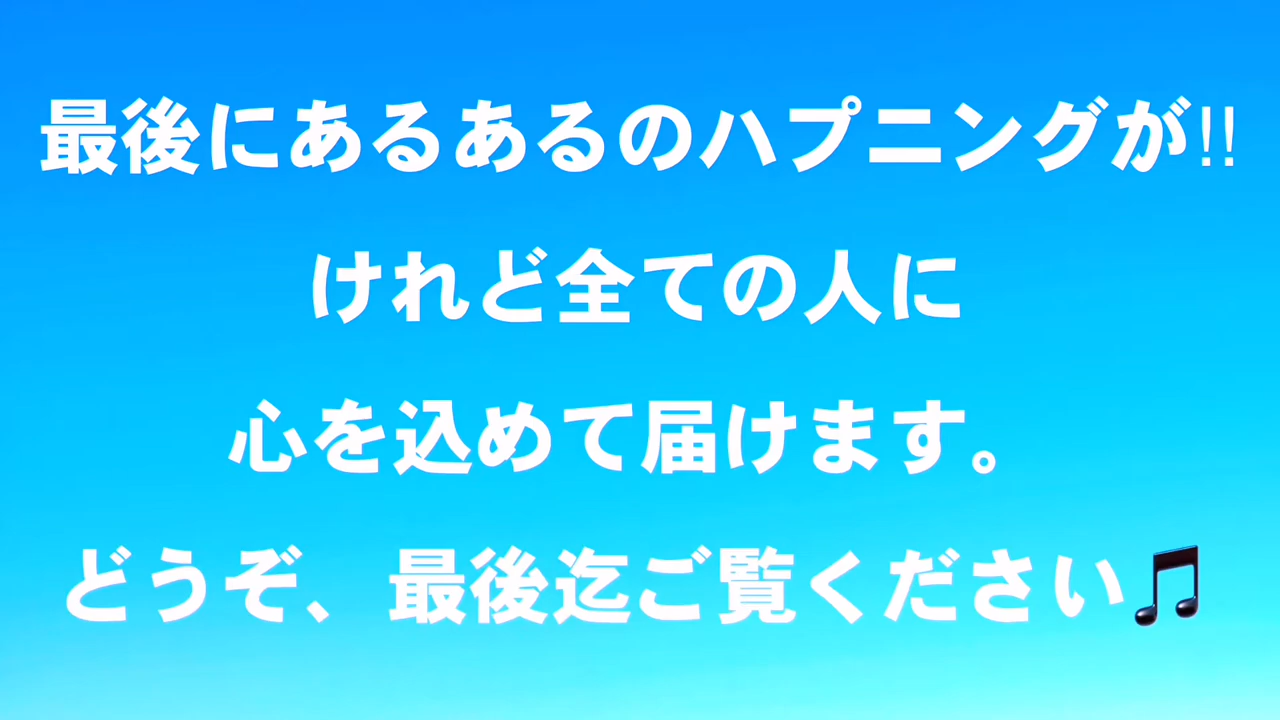 最後にあるあるのハプニングが‼
けれど全ての人に
心を込めて届けます。
どうぞ、最後迄ご覧ください🎵